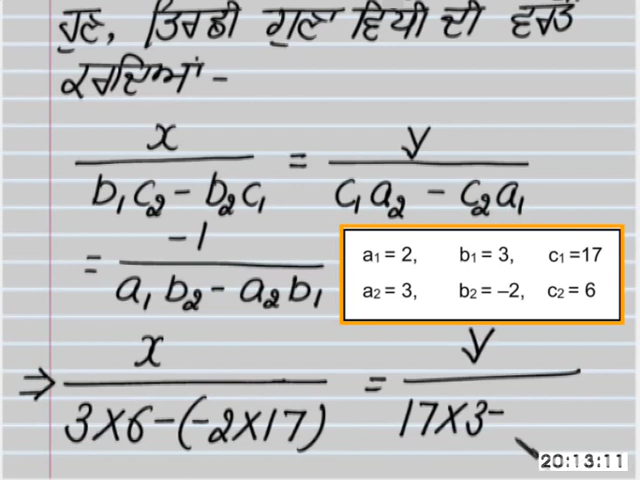 ਹੁਣ, ਤਿਰਛੀ ਗੁਣਾ ਵਿਧੀ ਦੀ ਵਰਤੋਂ
ਕਰਦਿਆਂ –
x/(b₁c₂ – b₂c₁) = y/(c₁a₂ – c₂a₁)
= –1/(a₁b₂ – a₂b₁)
a₁ = 2, b₁ = 3, c₁ =17
a₂ = 3, b₂ = –2, c₂ = 6
⇒ x/(3×6–(–2×17)) = y/(17×3–
20:13:11